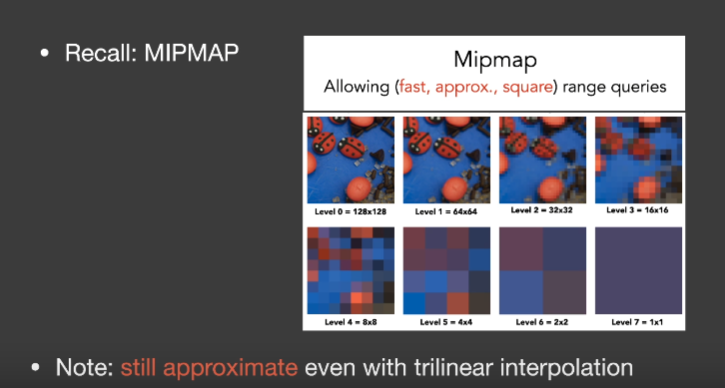 • Recall: MIPMAP
Mipmap
Allowing (fast, approx., square) range queries
Level 0 = 128x128
Level 1 = 64x64
Level 2 = 32x32
Level 3 = 16x16
Level 4 = 8x8
Level 5 = 4x4
Level 6 = 2x2
Level 7 = 1x1
• Note: still approximate even with trilinear interpolation